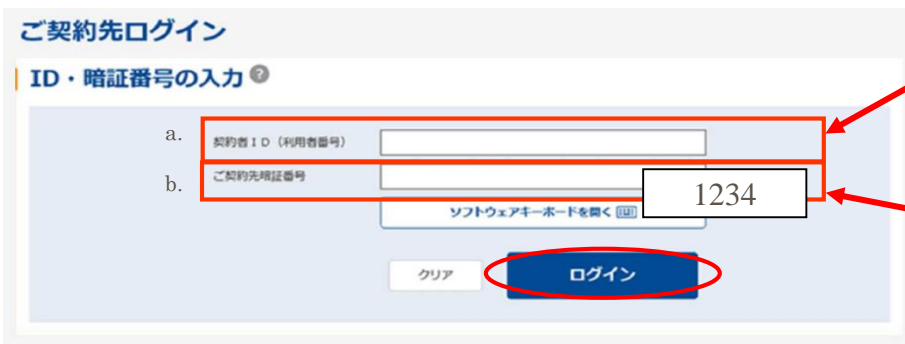 ご契約先ログイン
ID・暗証番号の入力 ?
a. 契約者ID（利用者番号）
b. ご契約先暗証番号
1234
ソフトウェアキーボードを開く
クリア ログイン